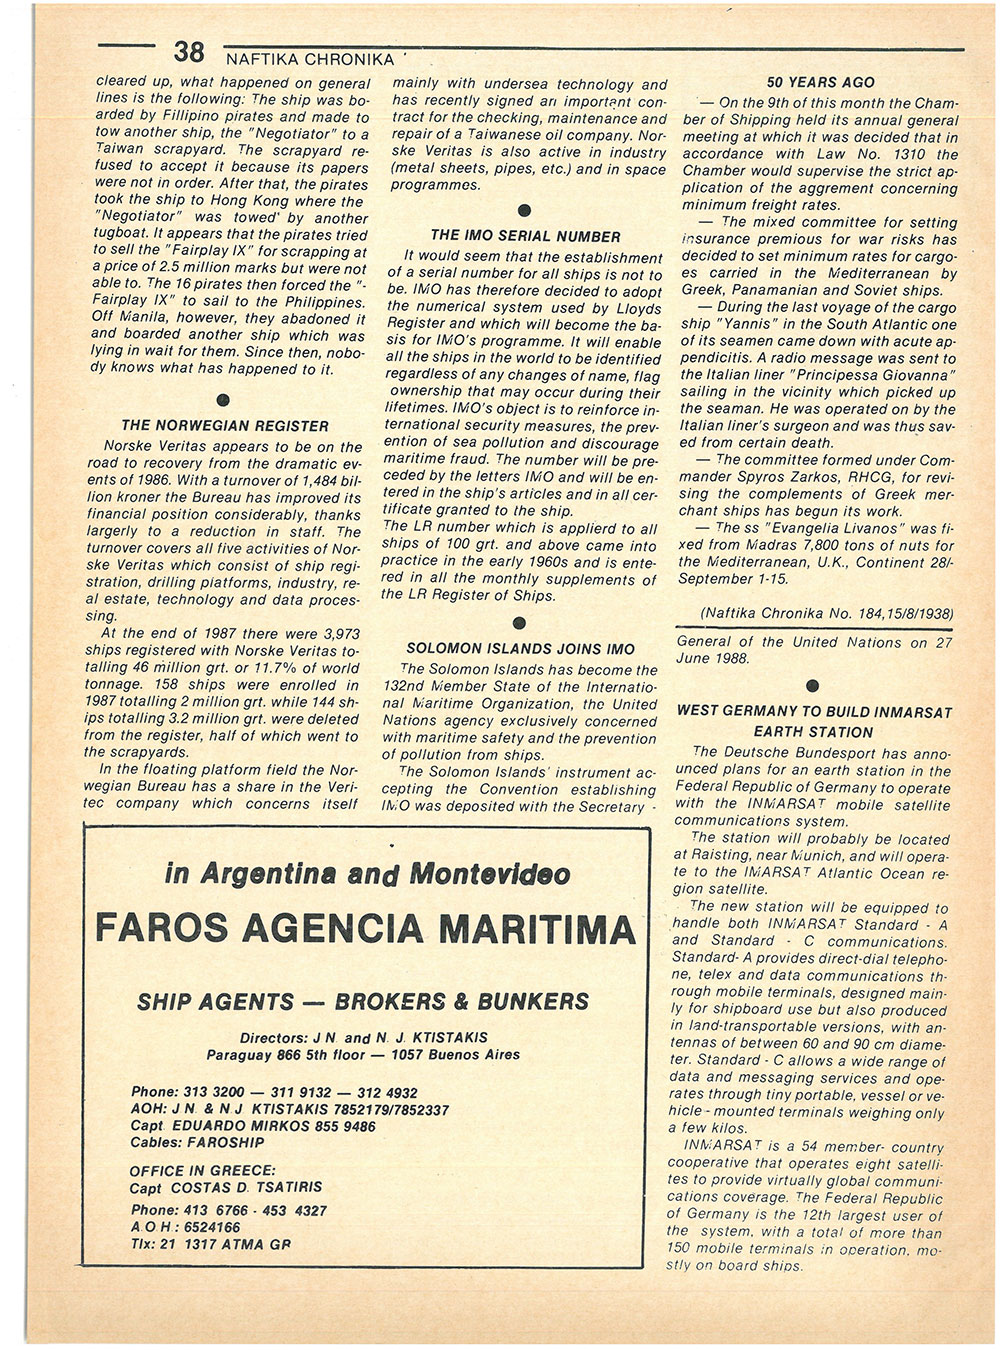 38
NAFTIKA CHRONIKA
cleared up, what happened on general
lines is the following: The ship was bo-
arded by Fillipino pirates and made to
tow another ship, the "Negotiator" to a
Taiwan scrapyard. The scrapyard re-
fused to accept it because its papers
were not in order. After that, the pirates
took the ship to Hong Kong where the
"Negotiator" was towed by another
tugboat. It appears that the pirates tried
to sell the "Fairplay IX" for scrapping at
a price of 2.5 million marks but were not
able to. The 16 pirates then forced the "-
Fairplay IX" to sail to the Philippines.
Off Manila, however, they abadoned it
and boarded another ship which was
lying in wait for them. Since then, nobo-
dy knows what has happened to it.
●
THE NORWEGIAN REGISTER
Norske Veritas appears to be on the
road to recovery from the dramatic ev-
ents of 1986. With a turnover of 1,484 bil-
lion kroner the Bureau has improved its
financial position considerably, thanks
largely to a reduction in staff. The
turnover covers all five activities of Nor-
ske Veritas which consist of ship regi-
stration, drilling platforms, industry, re-
al estate, technology and data proces-
sing.
At the end of 1987 there were 3,973
ships registered with Norske Veritas to-
talling 46 million grt. or 11.7% of world
tonnage. 158 ships were enrolled in
1987 totalling 2 million grt. while 144 sh-
ips totalling 3.2 million grt. were deleted
from the register, half of which went to
the scrapyards.
In the floating platform field the Nor-
wegian Bureau has a share in the Veri-
tec company which concerns itself
mainly with undersea technology and
has recently signed an important con-
tract for the checking, maintenance and
repair of a Taiwanese oil company. Nor-
ske Veritas is also active in industry
(metal sheets, pipes, etc.) and in space
programmes.
●
THE IMO SERIAL NUMBER
It would seem that the establishment
of a serial number for all ships is not to
be. IMO has therefore decided to adopt
the numerical system used by Lloyds
Register and which will become the ba-
sis for IMO's programme. It will enable
all the ships in the world to be identified
regardless of any changes of name, flag
ownership that may occur during their
lifetimes. IMO's object is to reinforce in-
ternational security measures, the prev-
ention of sea pollution and discourage
maritime fraud. The number will be pre-
ceded by the letters IMO and will be en-
tered in the ship's articles and in all cer-
tificate granted to the ship.
The LR number which is applierd to all
ships of 100 grt. and above came into
practice in the early 1960s and is ente-
red in all the monthly supplements of
the LR Register of Ships.
●
SOLOMON ISLANDS JOINS IMO
The Solomon Islands has become the
132nd Member State of the Internatio-
nal Maritime Organization, the United
Nations agency exclusively concerned
with maritime safety and the prevention
of pollution from ships.
The Solomon Islands' instrument ac-
cepting the Convention establishing
IMO was deposited with the Secretary -
50 YEARS AGO
— On the 9th of this month the Cham-
ber of Shipping held its annual general
meeting at which it was decided that in
accordance with Law No. 1310 the
Chamber would supervise the strict ap-
plication of the aggrement concerning
minimum freight rates.
— The mixed committee for setting
insurance premious for war risks has
decided to set minimum rates for cargo-
es carried in the Mediterranean by
Greek, Panamanian and Soviet ships.
— During the last voyage of the cargo
ship "Yannis" in the South Atlantic one
of its seamen came down with acute ap-
pendicitis. A radio message was sent to
the Italian liner "Principessa Giovanna"
sailing in the vicinity which picked up
the seaman. He was operated on by the
Italian liner's surgeon and was thus sav-
ed from certain death.
— The committee formed under Com-
mander Spyros Zarkos, RHCG, for revi-
sing the complements of Greek mer-
chant ships has begun its work.
— The ss "Evangelia Livanos" was fi-
xed from Madras 7,800 tons of nuts for
the Mediterranean, U.K., Continent 28/-
September 1-15.
(Naftika Chronika No. 184,15/8/1938)
General of the United Nations on 27
June 1988.
●
WEST GERMANY TO BUILD INMARSAT
EARTH STATION
The Deutsche Bundesport has anno-
unced plans for an earth station in the
Federal Republic of Germany to operate
with the INMARSAT mobile satellite
communications system.
The station will probably be located
at Raisting, near Munich, and will opera-
te to the IMARSAT Atlantic Ocean re-
gion satellite.
The new station will be equipped to
handle both INMARSAT Standard - A
and Standard - C communications.
Standard- A provides direct-dial telepho-
ne, telex and data communications th-
rough mobile terminals, designed main-
ly for shipboard use but also produced
in land-transportable versions, with an-
tennas of between 60 and 90 cm diame-
ter. Standard - C allows a wide range of
data and messaging services and ope-
rates through tiny portable, vessel or ve-
hicle - mounted terminals weighing only
a few kilos.
INMARSAT is a 54 member- country
cooperative that operates eight satelli-
tes to provide virtually global communi-
cations coverage. The Federal Republic
of Germany is the 12th largest user of
the system, with a total of more than
150 mobile terminals in operation, mo-
stly on board ships.
in Argentina and Montevideo
FAROS AGENCIA MARITIMA
SHIP AGENTS — BROKERS & BUNKERS
Directors: J N. and N. J. KTISTAKIS
Paraguay 866 5th floor — 1057 Buenos Aires
Phone: 313 3200 — 311 9132 — 312 4932
AOH: J N. & N J KTISTAKIS 7852179/7852337
Capt. EDUARDO MIRKOS 855 9486
Cables: FAROSHIP
OFFICE IN GREECE:
Capt COSTAS D. TSATIRIS
Phone: 413 6766 - 453 4327
A.O.H.: 6524166
Tlx: 21 1317 ATMA GR